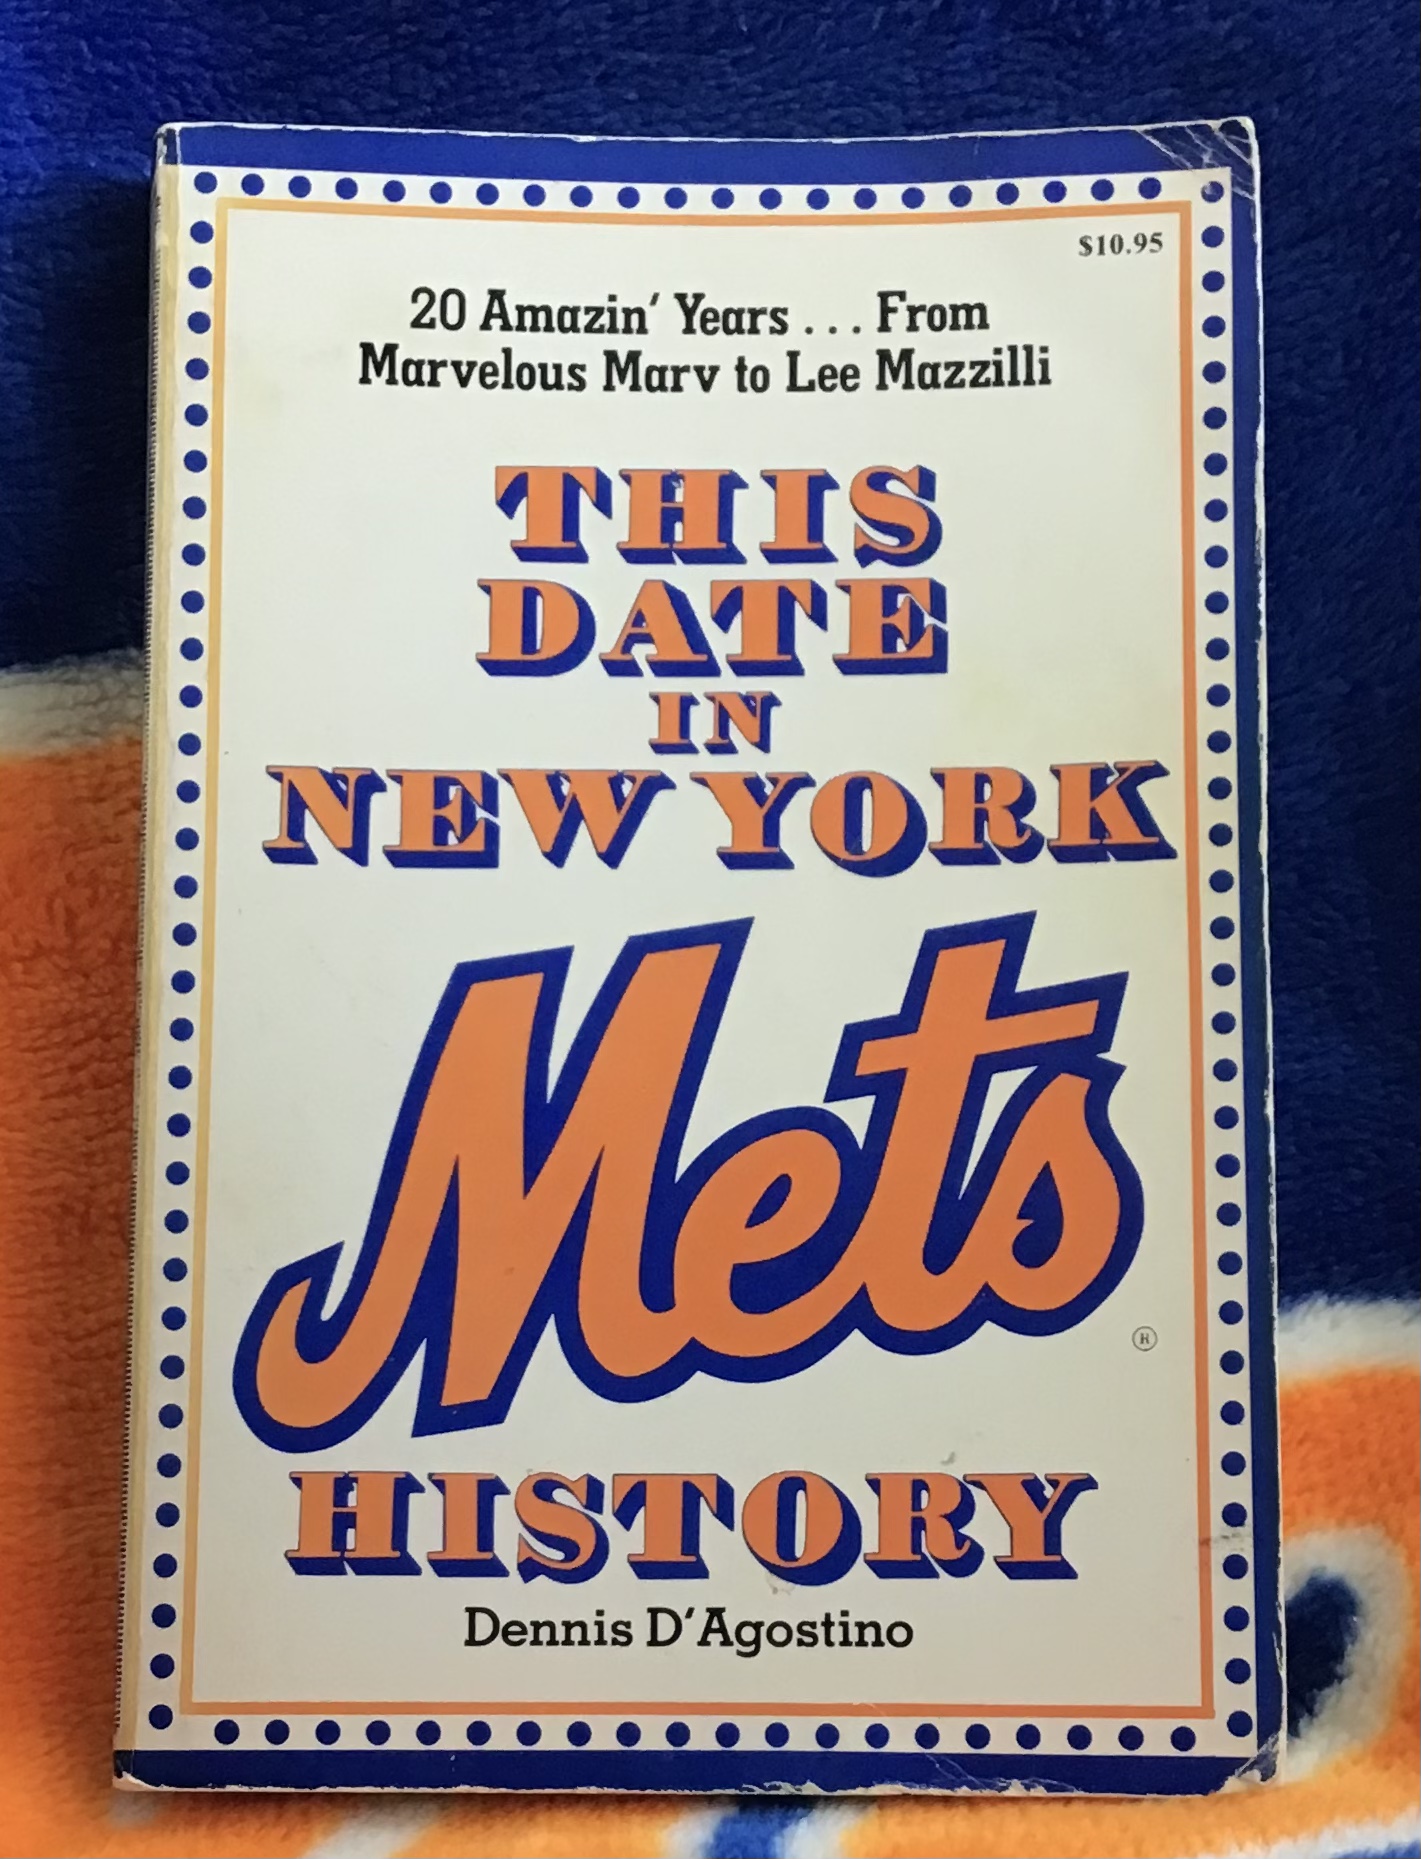 $10.95
20 Amazin' Years . . . From
Marvelous Marv to Lee Mazzilli
THIS
DATE
IN
NEW YORK
Mets
®
HISTORY
Dennis D'Agostino